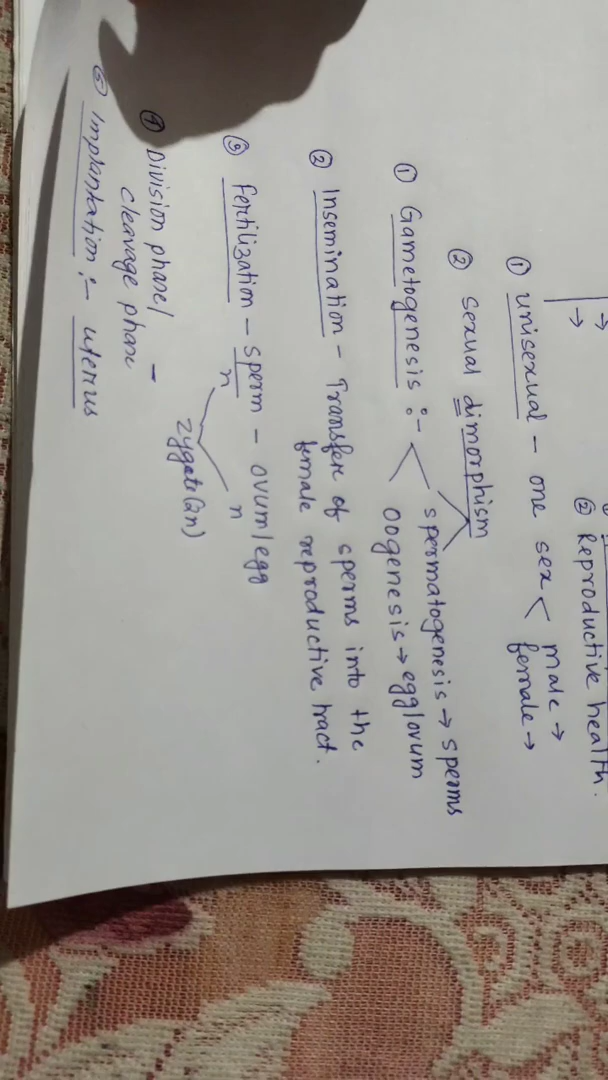 ② Reproductive health.
① unisexual - one sex < male →
female →
② sexual dimorphism
① Gametogenesis :- < spermatogenesis → sperms
oogenesis → egg/ovum
② Insemination - Transfer of sperms into the
female reproductive tract.
③ fertilization - sperm - ovum/egg
n n
zygote (2n)
④ Division phase/ -
cleavage phase
⑤ Implantation :- uterus